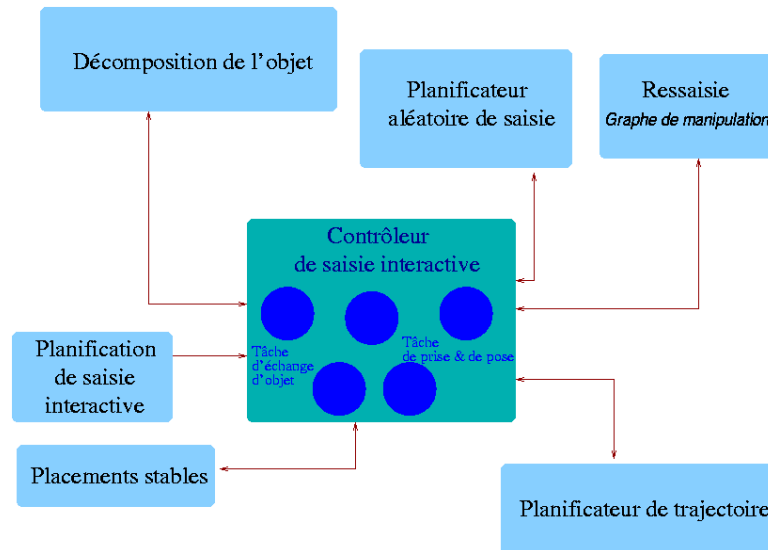 Décomposition de l'objet
Planificateur
aléatoire de saisie
Ressaisie
Graphe de manipulation
Contrôleur
de saisie interactive
Tâche
d'échange
d'objet
Tâche
de prise & de pose
Planification
de saisie
interactive
Placements stables
Planificateur de trajectoire